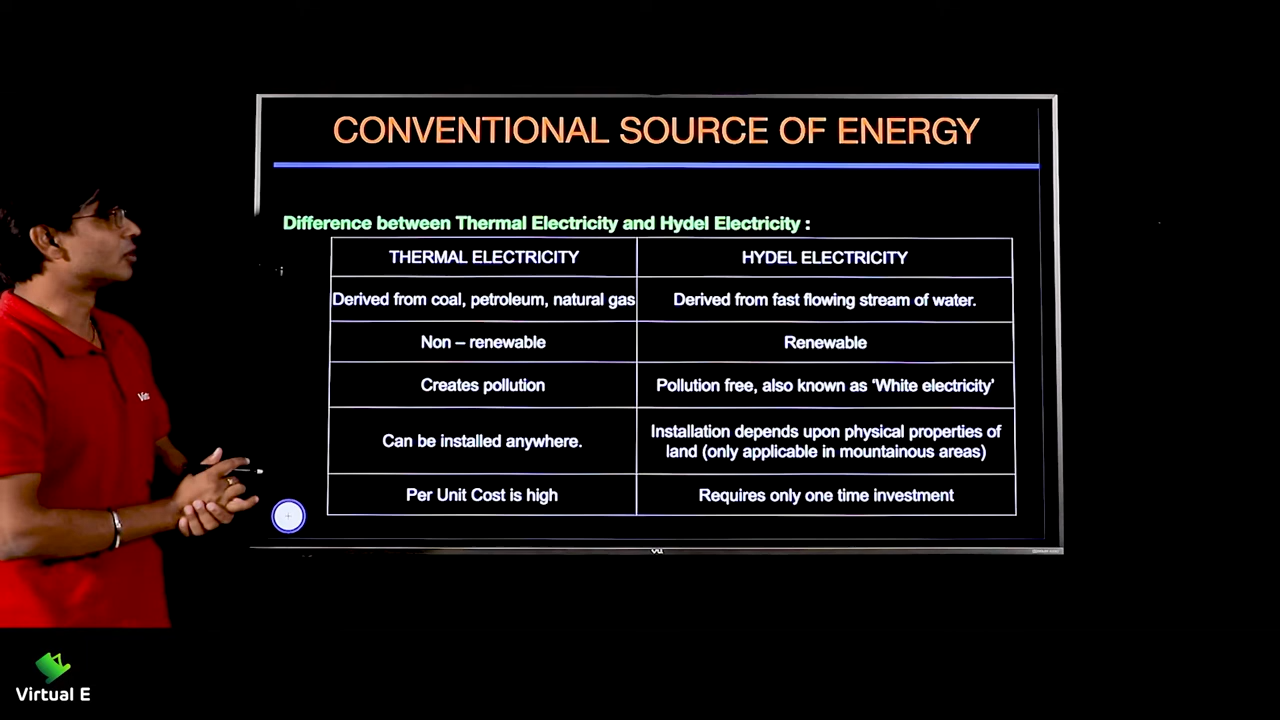 CONVENTIONAL SOURCE OF ENERGY
Difference between Thermal Electricity and Hydel Electricity :
THERMAL ELECTRICITY
HYDEL ELECTRICITY
Derived from coal, petroleum, natural gas
Derived from fast flowing stream of water.
Non – renewable
Renewable
Creates pollution
Pollution free, also known as ‘White electricity’
Can be installed anywhere.
Installation depends upon physical properties of
land (only applicable in mountainous areas)
Per Unit Cost is high
Requires only one time investment
Virtual E